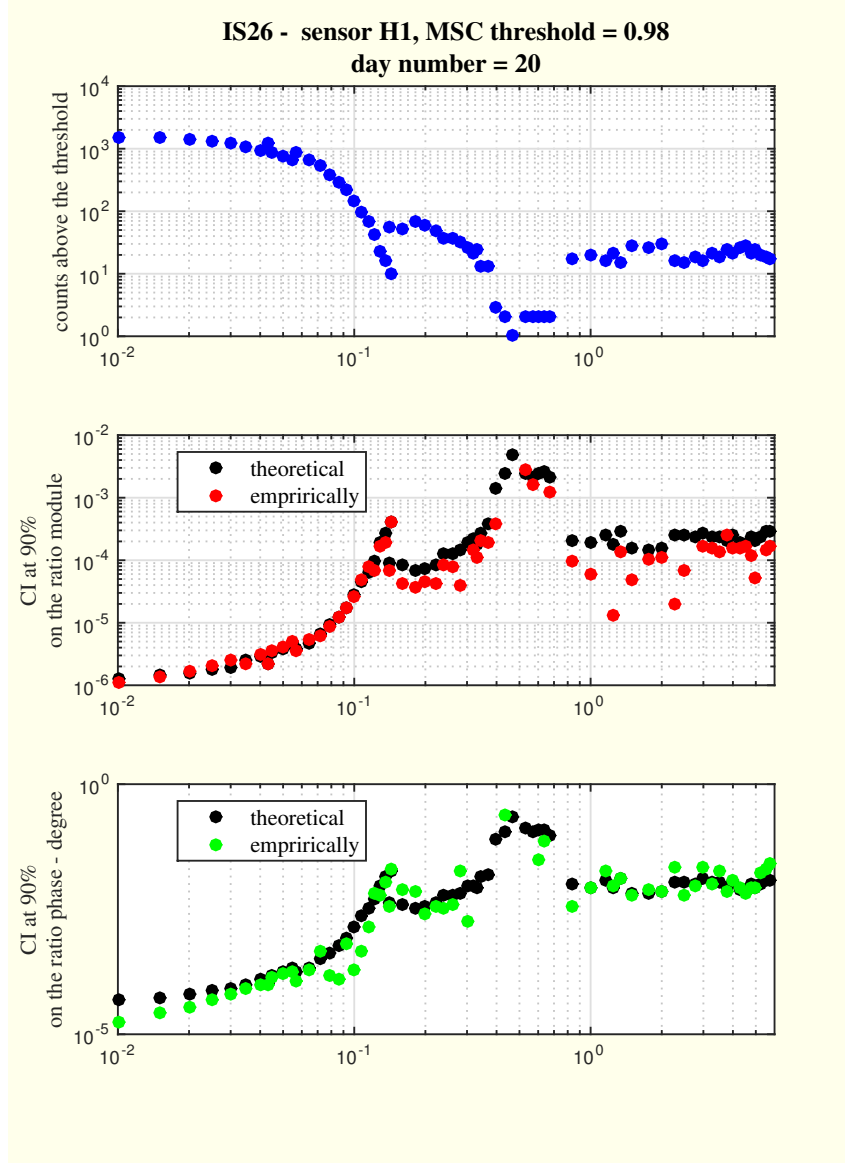 IS26 - sensor H1, MSC threshold = 0.98
day number = 20
counts above the threshold
10^4
10^3
10^2
10^1
10^0
10^-2
10^-1
10^0
CI at 90%
on the ratio module
10^-2
10^-3
10^-4
10^-5
10^-6
theoretical
emprirically
10^-2
10^-1
10^0
CI at 90%
on the ratio phase - degree
10^0
10^-5
theoretical
emprirically
10^-2
10^-1
10^0